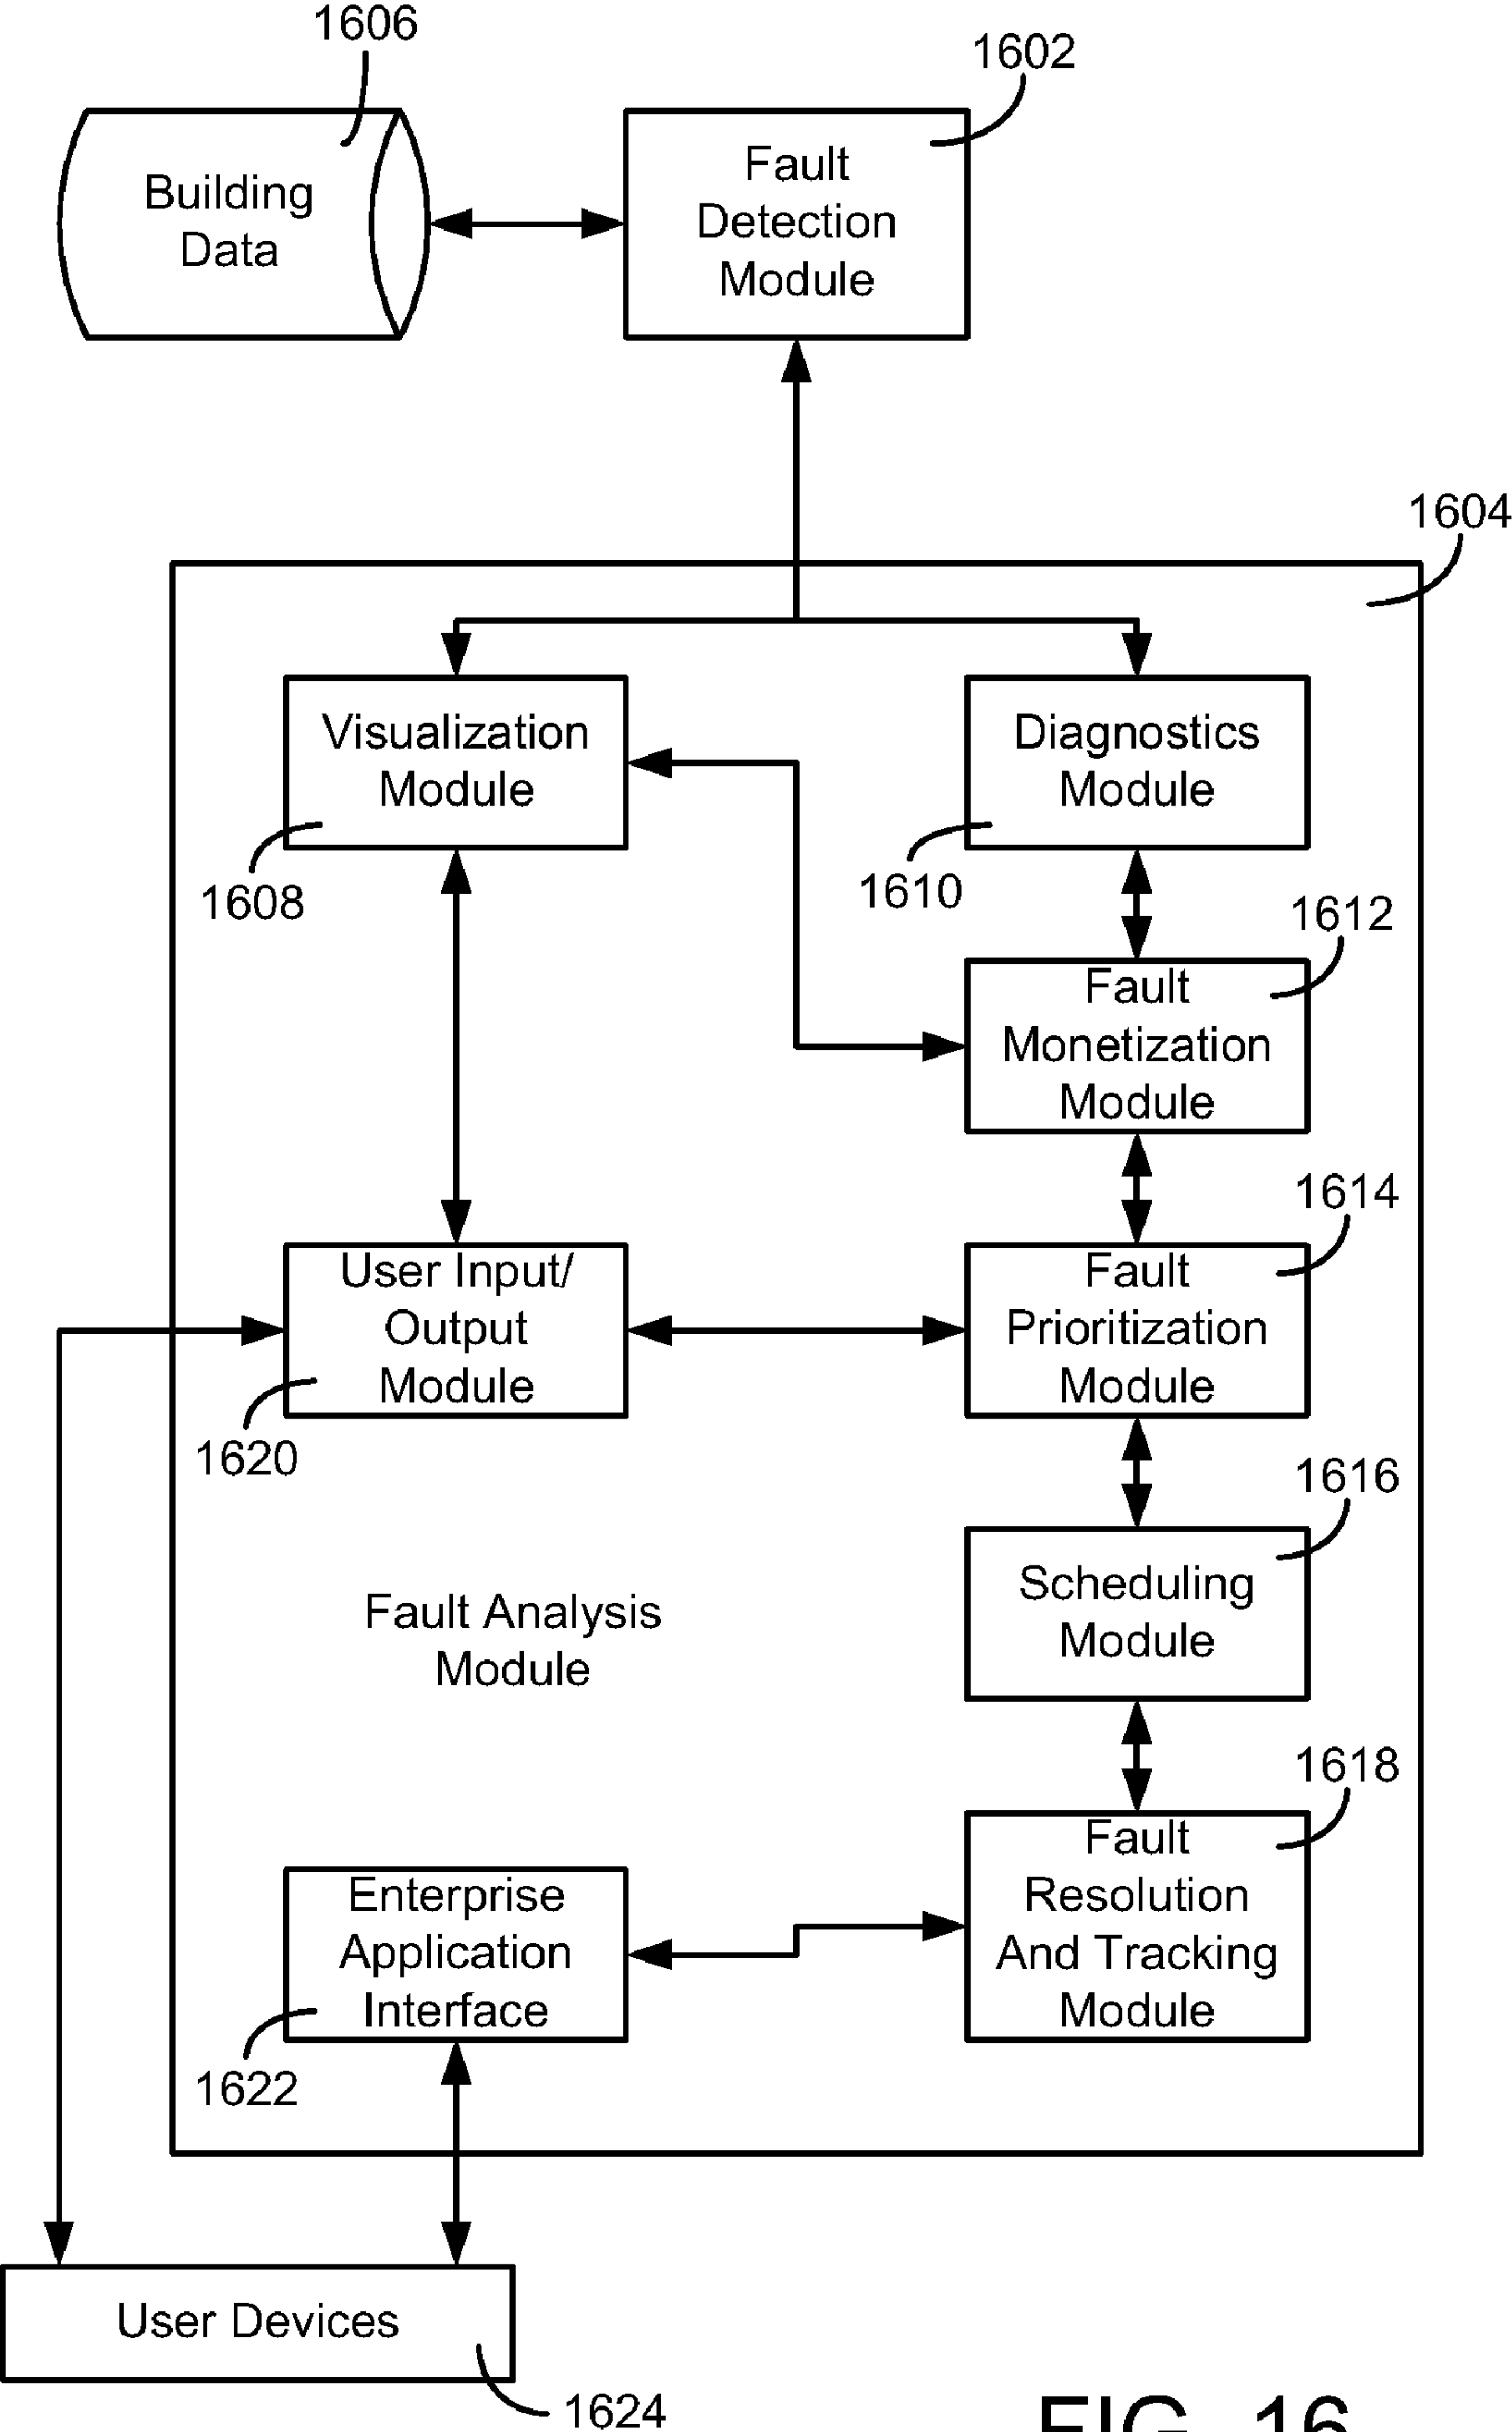 1606
1602
Building
Data
Fault
Detection
Module
1604
Visualization
Module
Diagnostics
Module
1608
1610
1612
Fault
Monetization
Module
1614
User Input/
Output
Module
Fault
Prioritization
Module
1620
1616
Scheduling
Module
Fault Analysis
Module
1618
Fault
Resolution
And Tracking
Module
Enterprise
Application
Interface
1622
User Devices
1624
FIG. 16